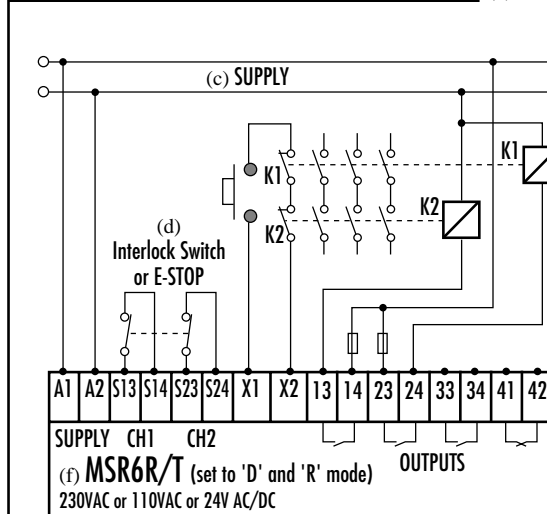 (c) SUPPLY
K1
K1
K2
(d)
K2
Interlock Switch
or E-STOP
A1 A2 S13 S14 S23 S24 X1 X2 13 14 23 24 33 34 41 42
SUPPLY CH1 CH2
OUTPUTS
(f) MSR6R/T (set to 'D' and 'R' mode)
230VAC or 110VAC or 24V AC/DC